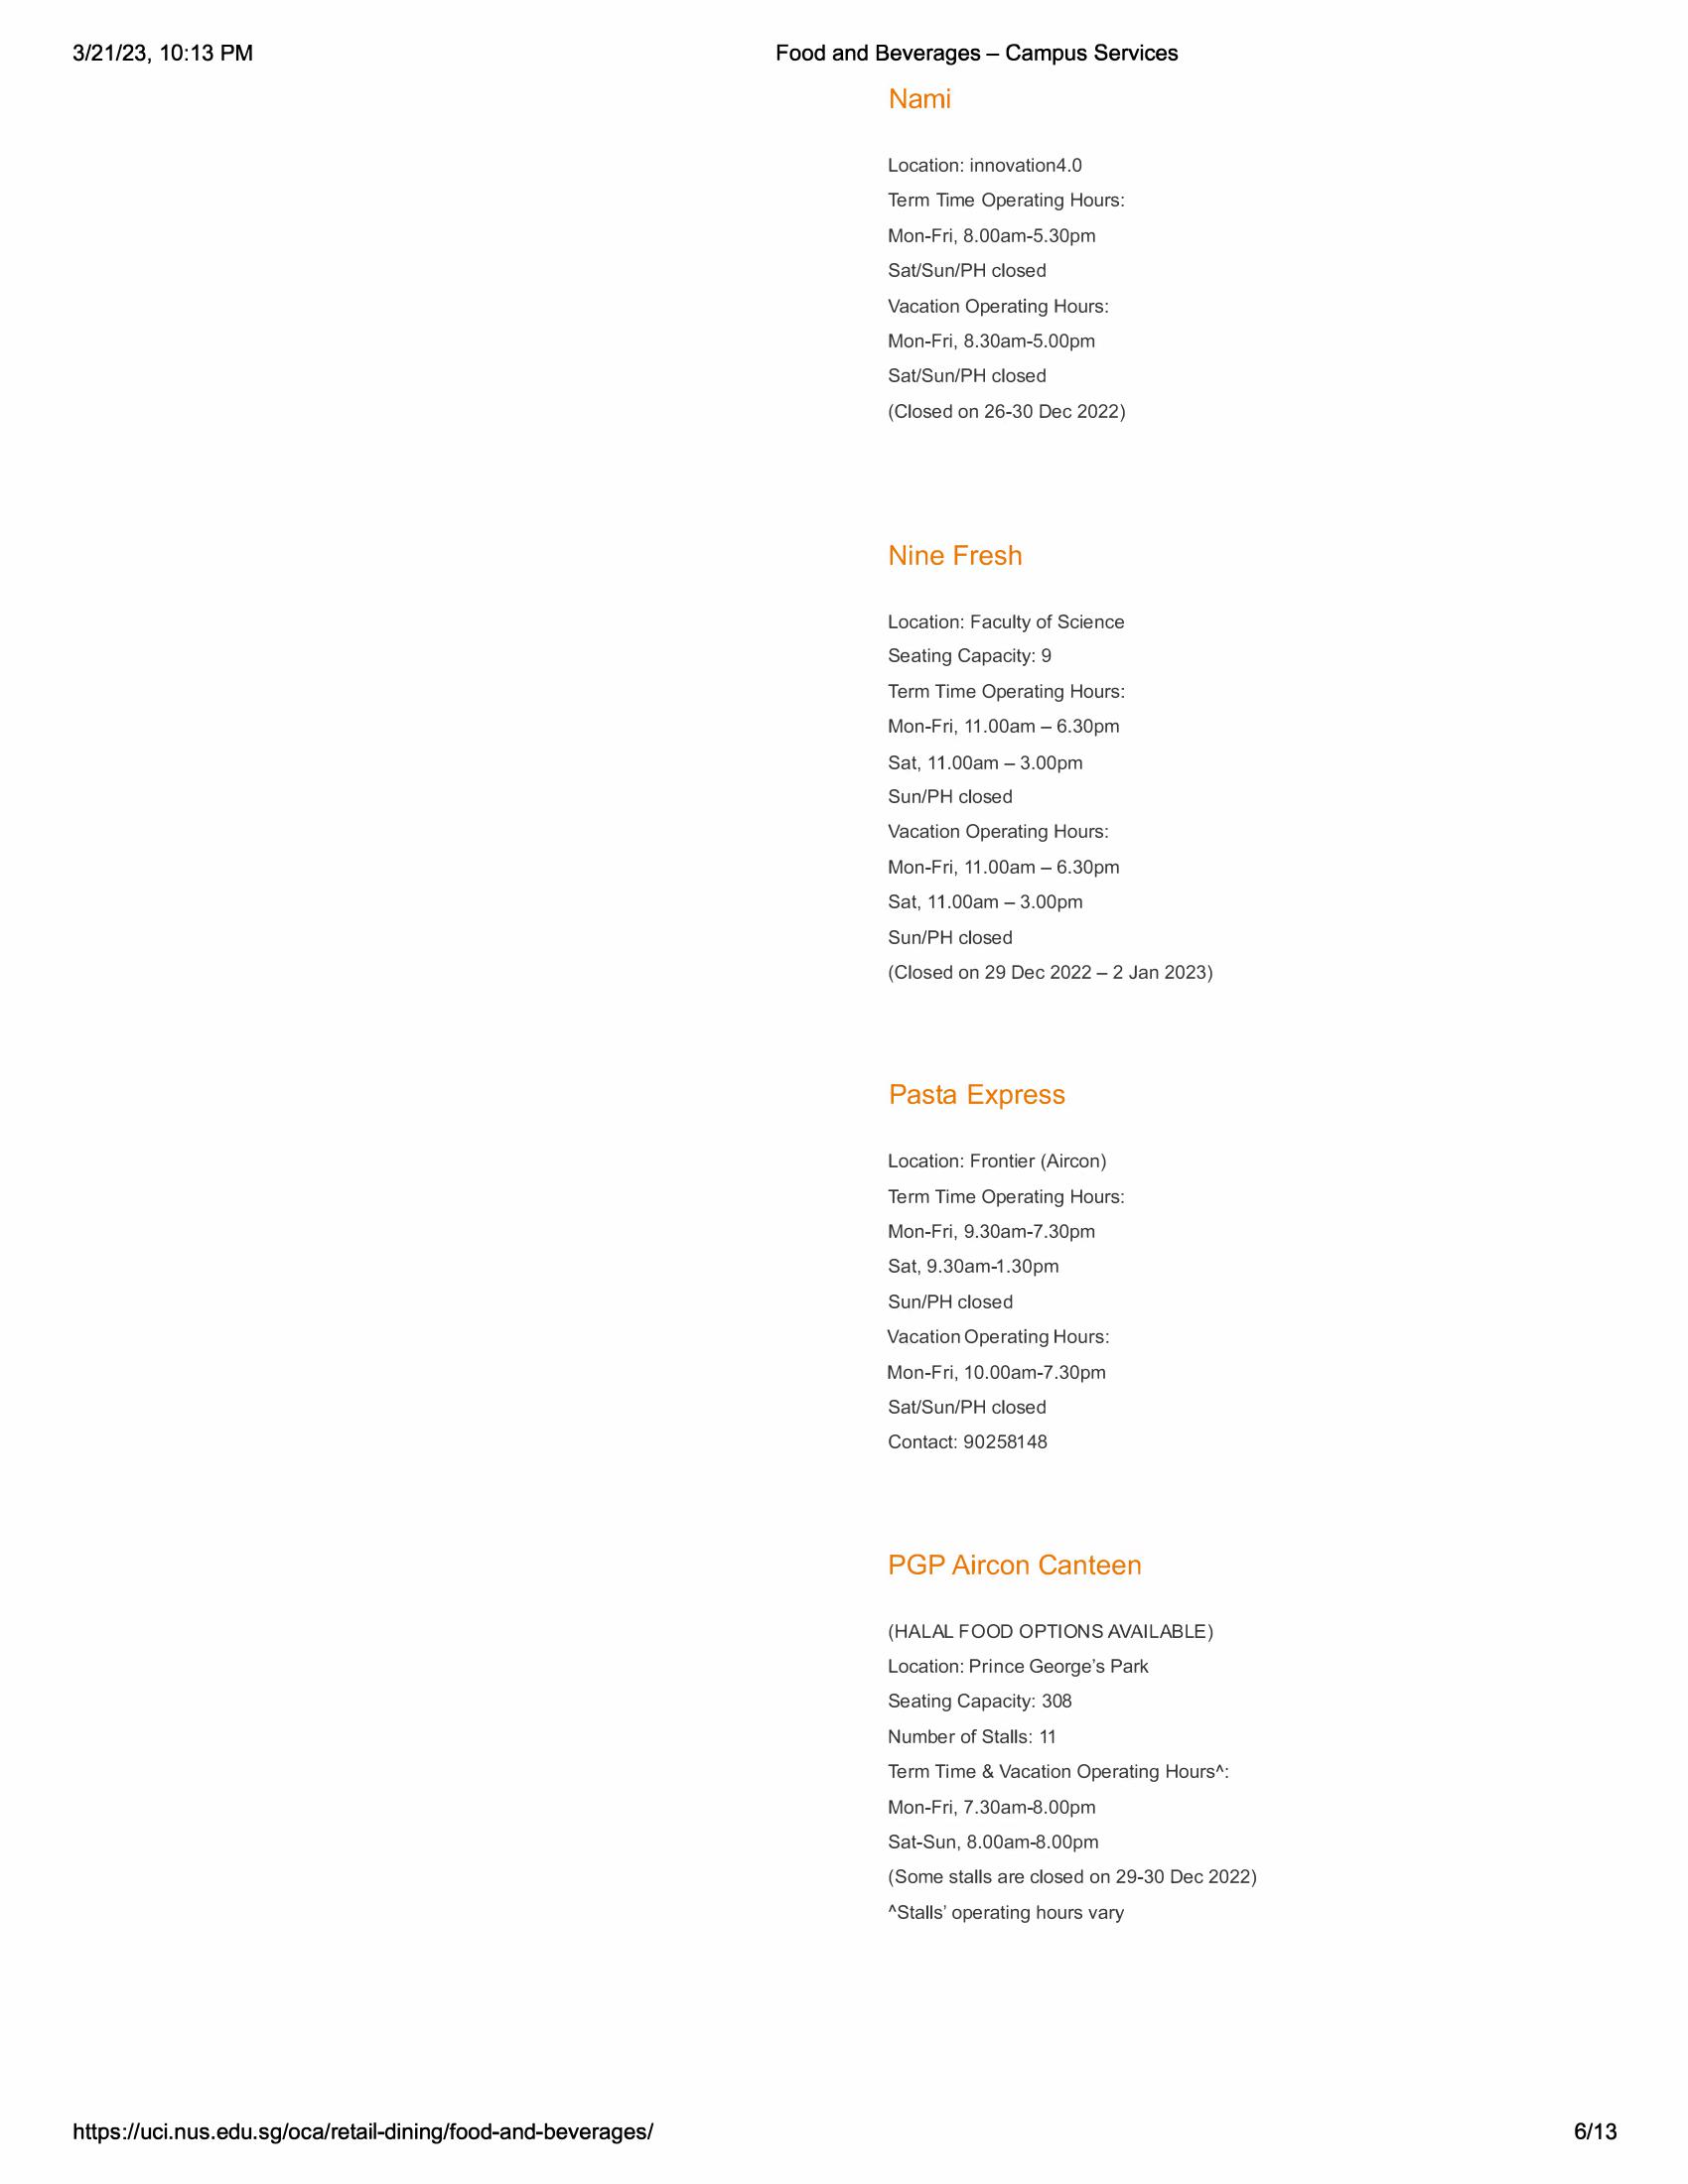 3/21/23, 10:13 PM
Food and Beverages – Campus Services
Nami
Location: innovation4.0
Term Time Operating Hours:
Mon-Fri, 8.00am-5.30pm
Sat/Sun/PH closed
Vacation Operating Hours:
Mon-Fri, 8.30am-5.00pm
Sat/Sun/PH closed
(Closed on 26-30 Dec 2022)
Nine Fresh
Location: Faculty of Science
Seating Capacity: 9
Term Time Operating Hours:
Mon-Fri, 11.00am – 6.30pm
Sat, 11.00am – 3.00pm
Sun/PH closed
Vacation Operating Hours:
Mon-Fri, 11.00am – 6.30pm
Sat, 11.00am – 3.00pm
Sun/PH closed
(Closed on 29 Dec 2022 – 2 Jan 2023)
Pasta Express
Location: Frontier (Aircon)
Term Time Operating Hours:
Mon-Fri, 9.30am-7.30pm
Sat, 9.30am-1.30pm
Sun/PH closed
Vacation Operating Hours:
Mon-Fri, 10.00am-7.30pm
Sat/Sun/PH closed
Contact: 90258148
PGP Aircon Canteen
(HALAL FOOD OPTIONS AVAILABLE)
Location: Prince George’s Park
Seating Capacity: 308
Number of Stalls: 11
Term Time & Vacation Operating Hours^:
Mon-Fri, 7.30am-8.00pm
Sat-Sun, 8.00am-8.00pm
(Some stalls are closed on 29-30 Dec 2022)
^Stalls’ operating hours vary
https://uci.nus.edu.sg/oca/retail-dining/food-and-beverages/
6/13